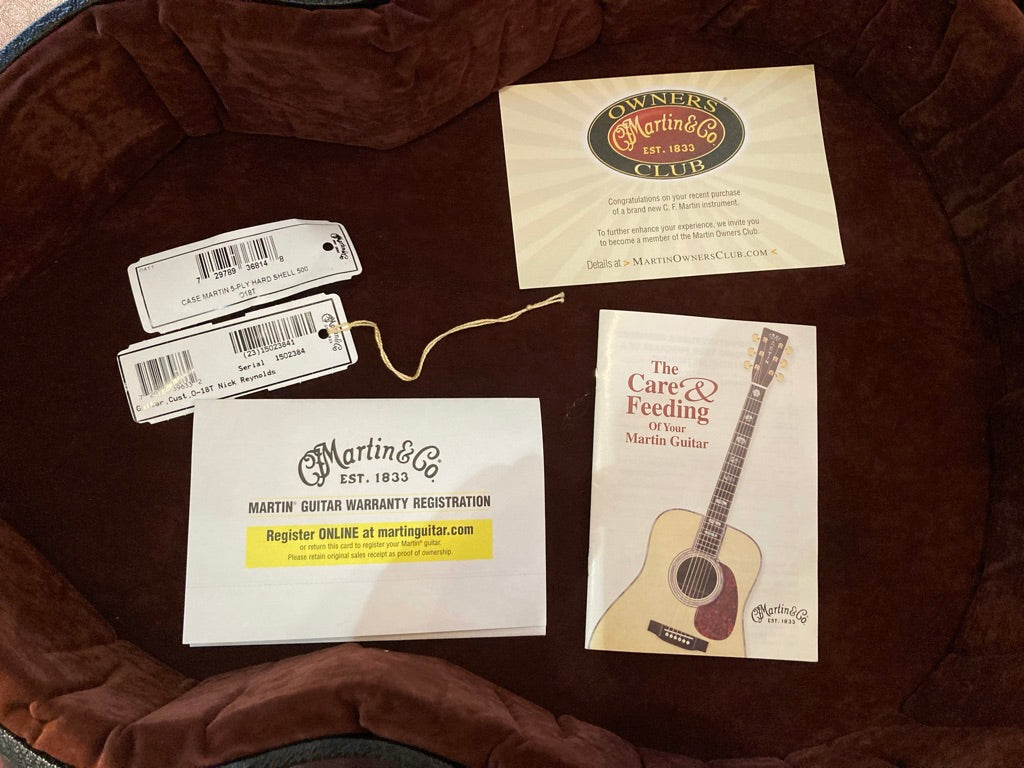 OWNERS
CFMartin & Co.
EST. 1833
CLUB
Congratulations on your recent purchase
of a brand new C. F. Martin instrument.
To further enhance your experience, we invite you
to become a member of the Martin Owners Club.
Details at > MARTINOWNERSCLUB.COM <
0411
7 29789 36814 8
CASE MARTIN 5-PLY HARD SHELL 500
018T
(23)15023841
Serial 1502384
Cust,O-18T Nick Reynolds
CFMartin & Co.
EST. 1833
MARTIN® GUITAR WARRANTY REGISTRATION
Register ONLINE at martinguitar.com
or return this card to register your Martin® guitar.
Please retain original sales receipt as proof of ownership.
The
Care &
Feeding
Of Your
Martin Guitar
CFMartin & Co.
EST. 1833